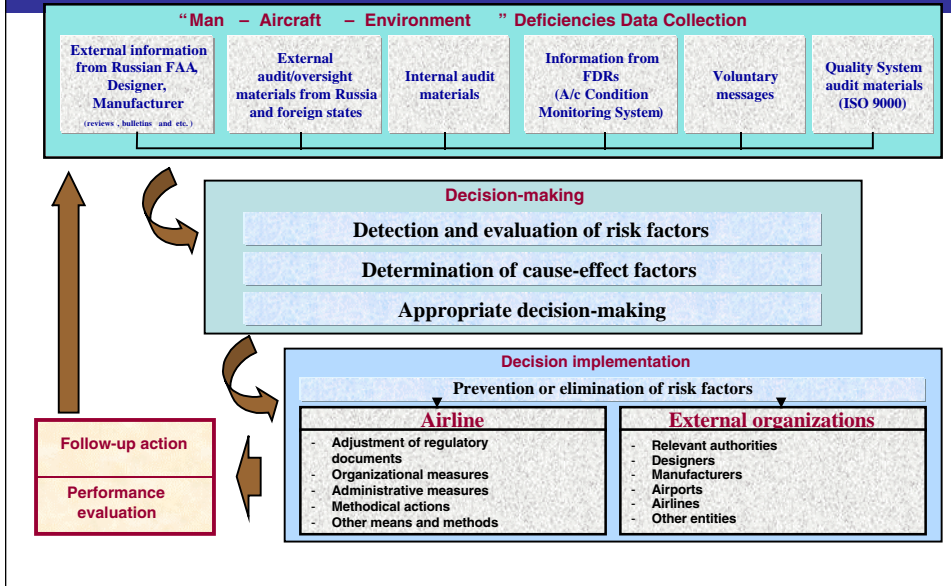 “Man – Aircraft – Environment ” Deficiencies Data Collection
External information
from Russian FAA,
Designer,
Manufacturer
(reviews , bulletins and etc. )
External
audit/oversight
materials from Russia
and foreign states
Internal audit
materials
Information from
FDRs
(A/c Condition
Monitoring System)
Voluntary
messages
Quality System
audit materials
(ISO 9000)
Decision-making
Detection and evaluation of risk factors
Determination of cause-effect factors
Appropriate decision-making
Decision implementation
Prevention or elimination of risk factors
Airline
- Adjustment of regulatory
documents
- Organizational measures
- Administrative measures
- Methodical actions
- Other means and methods
External organizations
- Relevant authorities
- Designers
- Manufacturers
- Airports
- Airlines
- Other entities
Follow-up action
Performance
evaluation